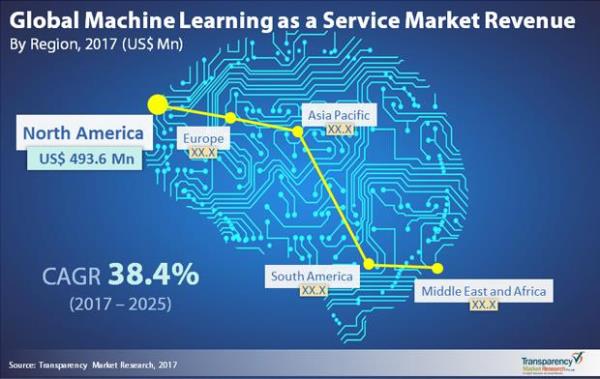 Global Machine Learning as a Service Market Revenue
By Region, 2017 (US$ Mn)
North America
US$ 493.6 Mn
Europe
XX.X
Asia Pacific
XX.X
South America
XX.X
Middle East and Africa
XX.X
CAGR 38.4%
(2017 – 2025)
Source: Transparency Market Research, 2017
Transparency
Market Research